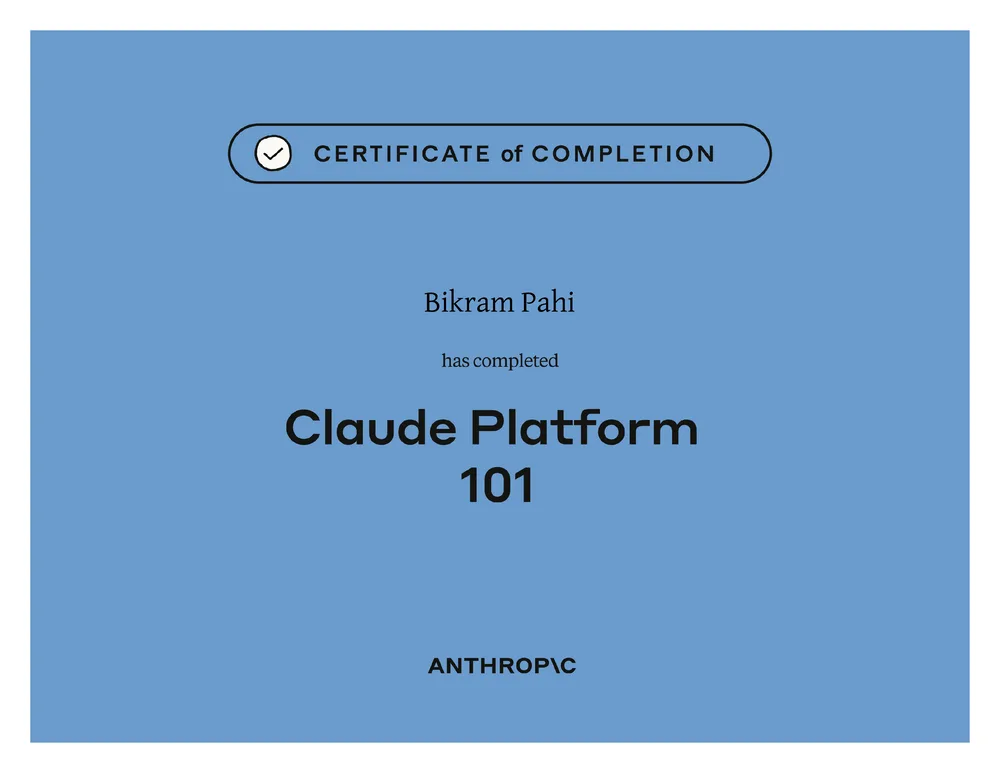 CERTIFICATE of COMPLETION
Bikram Pahi
has completed
Claude Platform
101
ANTHROP\C